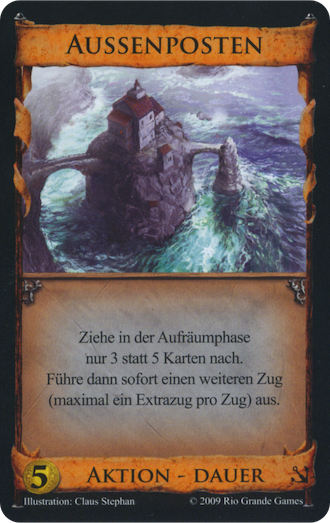 AUSSENPOSTEN
Ziehe in der Aufräumphase
nur 3 statt 5 Karten nach.
Führe dann sofort einen weiteren Zug
(maximal ein Extrazug pro Zug) aus.
5 AKTION - DAUER
Illustration: Claus Stephan © 2009 Rio Grande Games